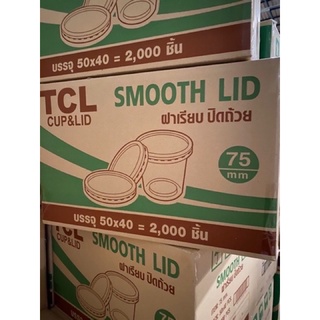 บรรจุ 50x40 = 2,000 ชิ้น
TCL SMOOTH LID
CUP&LID
ฝาเรียบ ปิดถ้วย
75
mm
บรรจุ 50x40 = 2,000 ชิ้น
TCL SMOOTH LID
CUP&LID
ฝาเรียบ ปิดถ้วย
75
SMOOTH